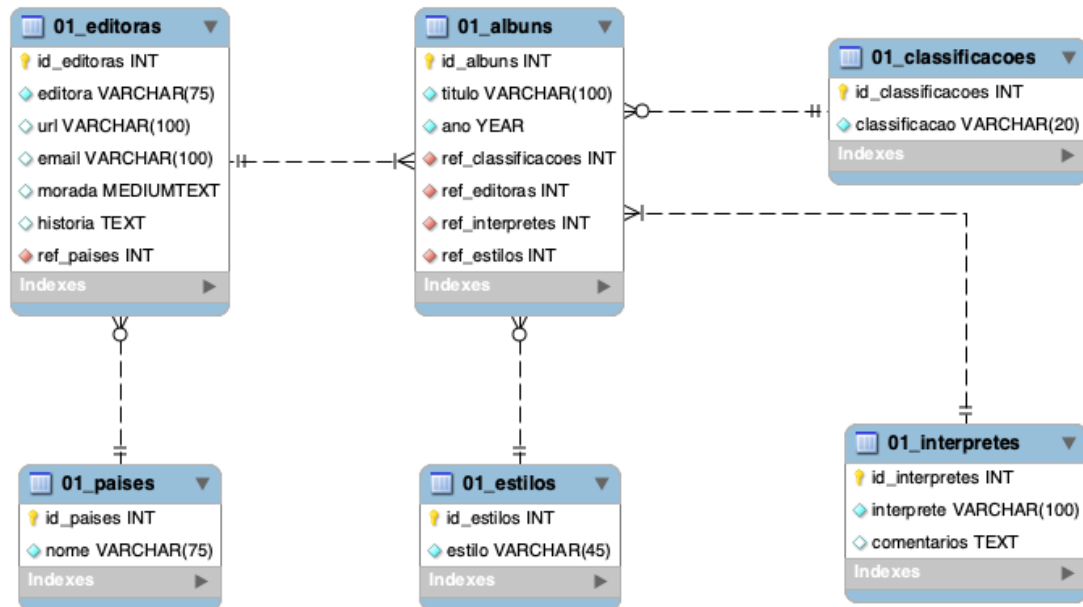 01_editoras
id_editoras INT
editora VARCHAR(75)
url VARCHAR(100)
email VARCHAR(100)
morada MEDIUMTEXT
historia TEXT
ref_paises INT
Indexes
01_albuns
id_albuns INT
titulo VARCHAR(100)
ano YEAR
ref_classificacoes INT
ref_editoras INT
ref_interpretes INT
ref_estilos INT
Indexes
01_classificacoes
id_classificacoes INT
classificacao VARCHAR(20)
Indexes
01_paises
id_paises INT
nome VARCHAR(75)
Indexes
01_estilos
id_estilos INT
estilo VARCHAR(45)
Indexes
01_interpretes
id_interpretes INT
interprete VARCHAR(100)
comentarios TEXT
Indexes